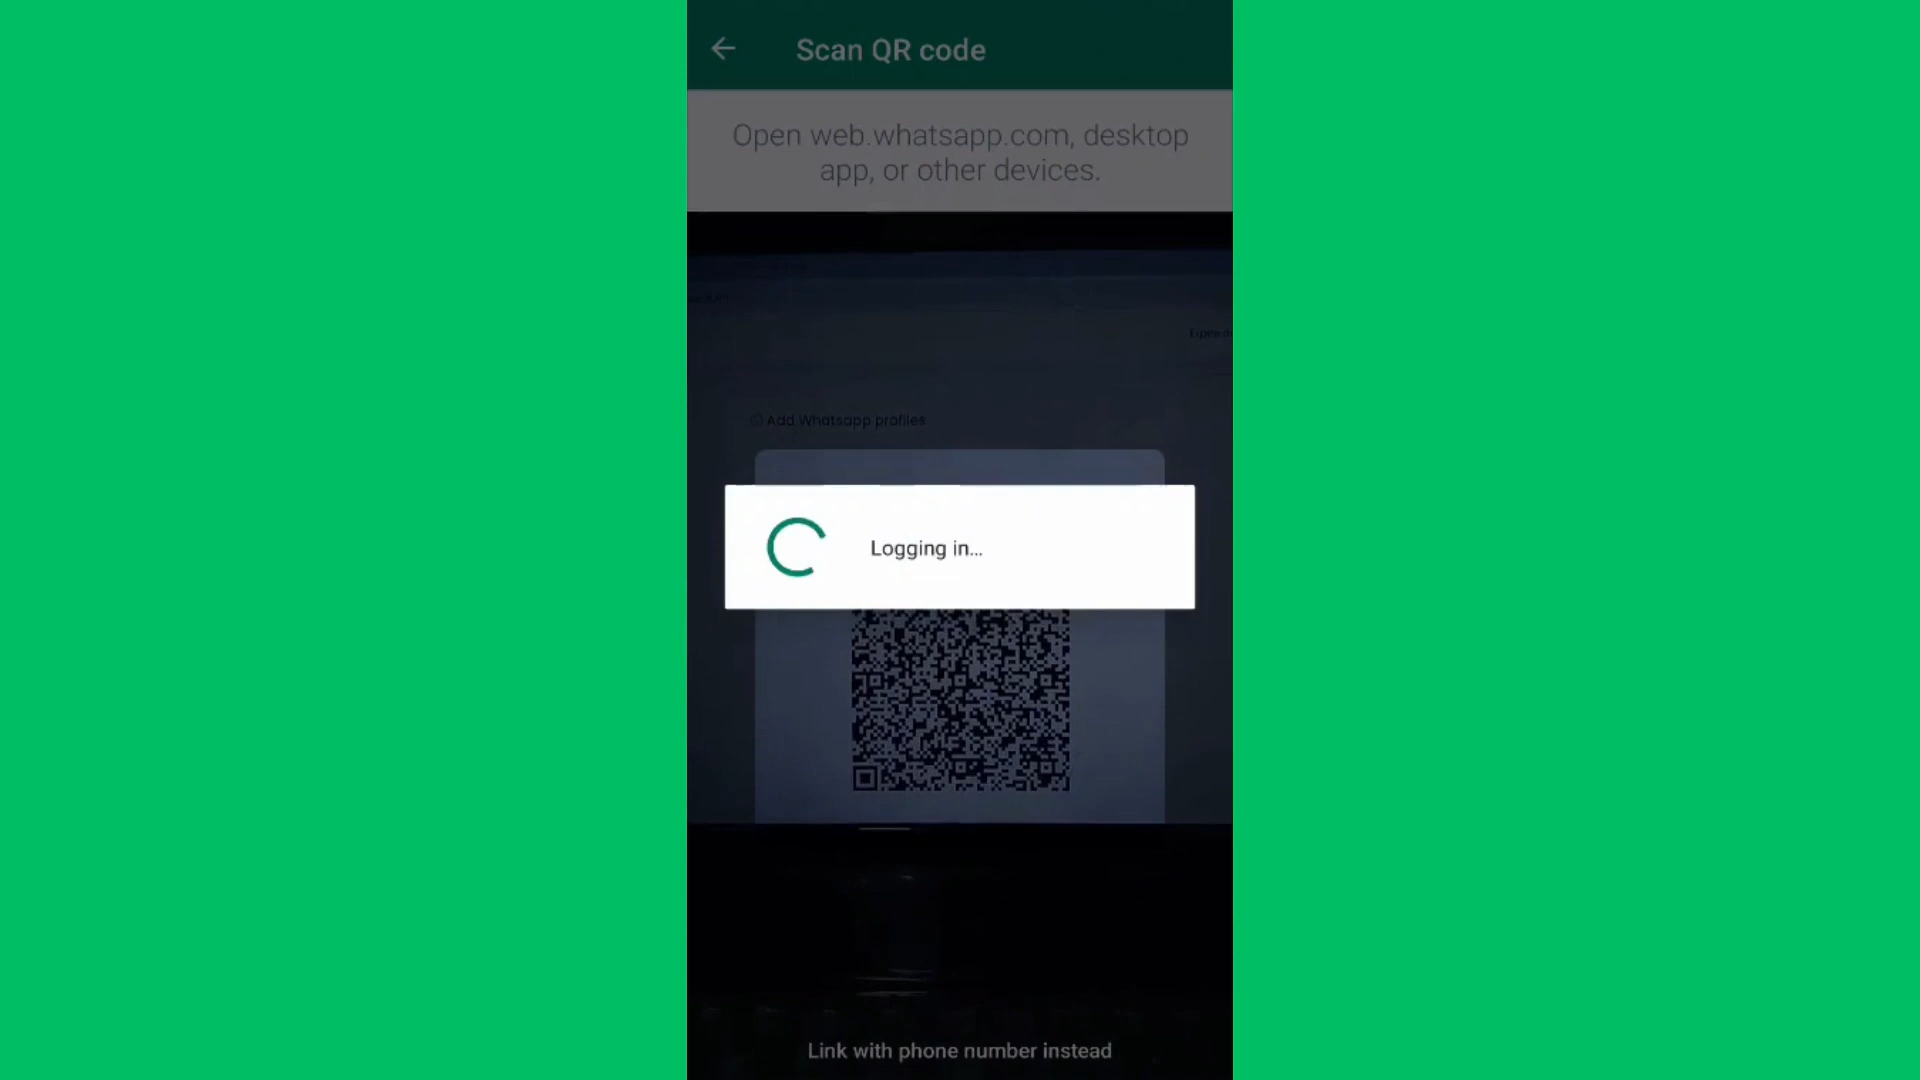 Scan QR code
Open web.whatsapp.com, desktop
app, or other devices.
Add Whatsapp profiles
Logging in...
Link with phone number instead